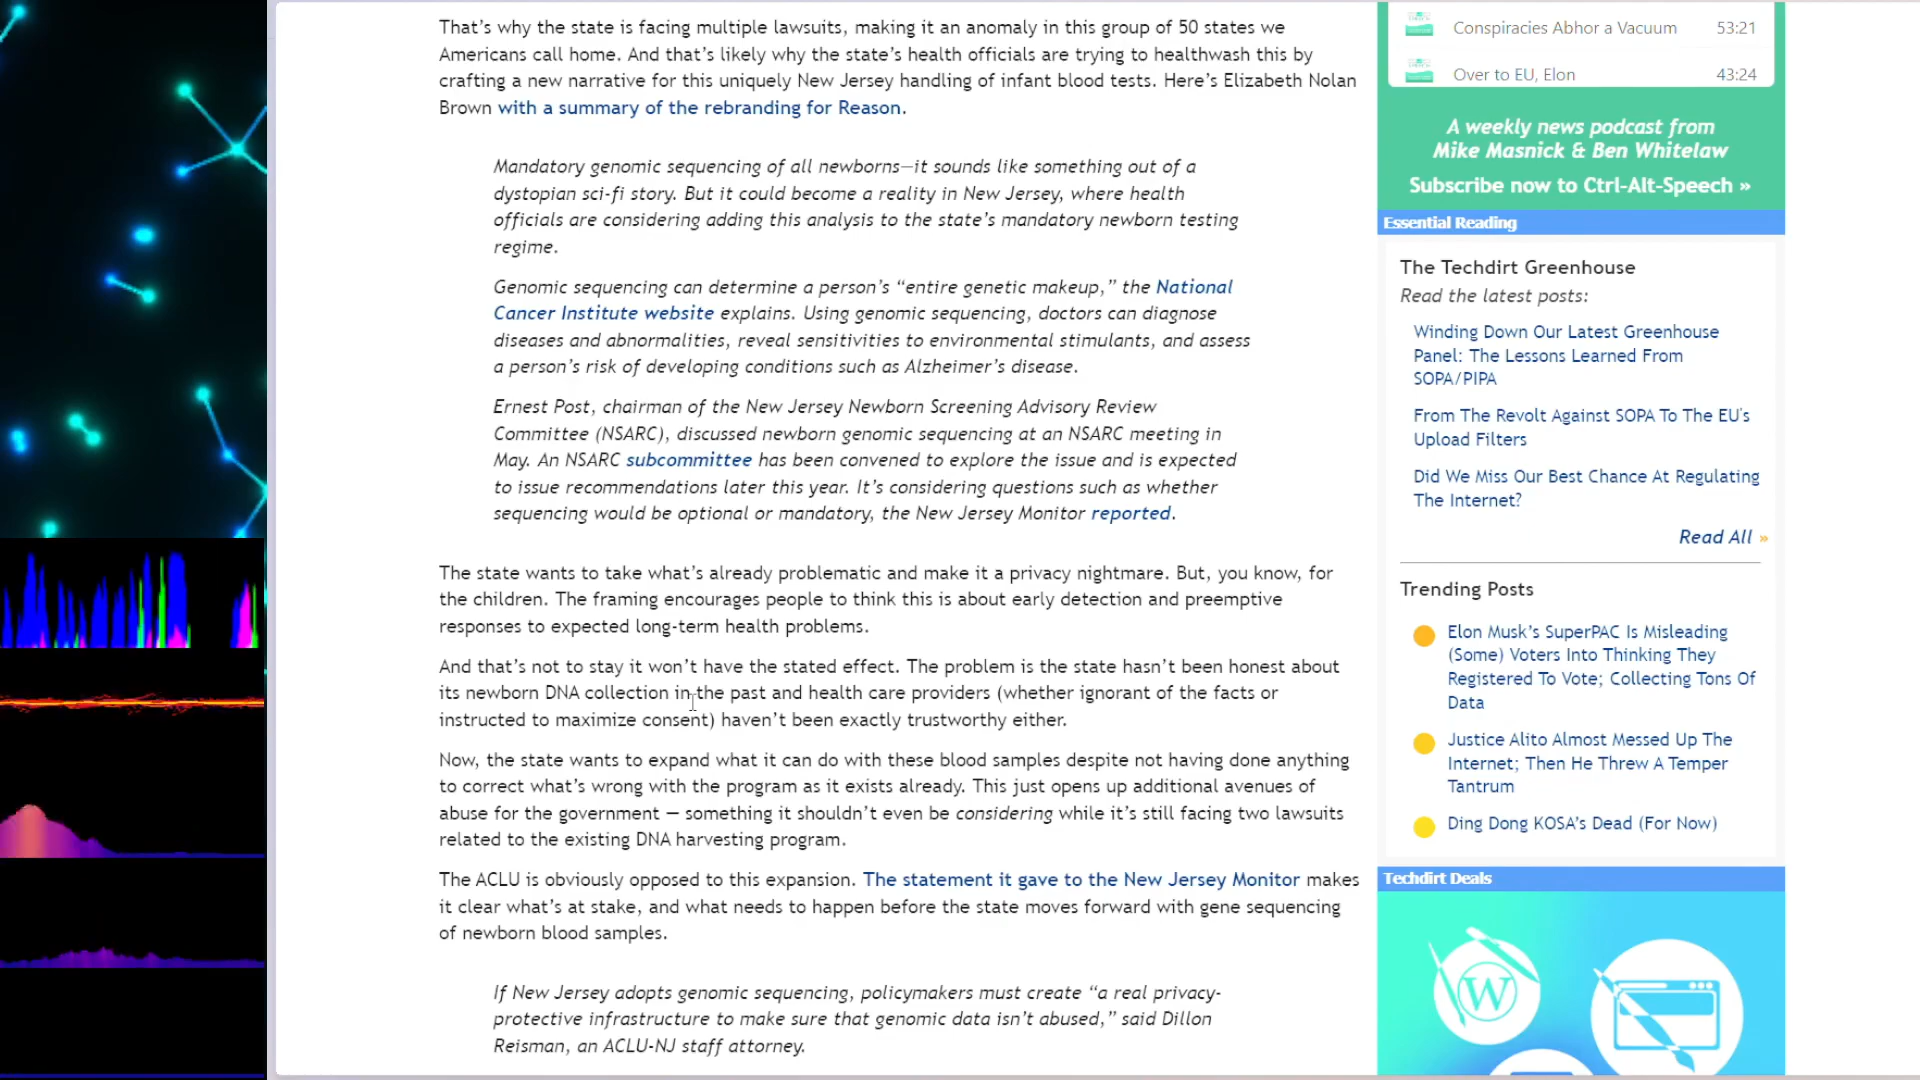 That's why the state is facing multiple lawsuits, making it an anomaly in this group of 50 states we
Americans call home. And that's likely why the state's health officials are trying to healthwash this by
crafting a new narrative for this uniquely New Jersey handling of infant blood tests. Here's Elizabeth Nolan
Brown with a summary of the rebranding for Reason.
Mandatory genomic sequencing of all newborns—it sounds like something out of a
dystopian sci-fi story. But it could become a reality in New Jersey, where health
officials are considering adding this analysis to the state's mandatory newborn testing
regime.
Genomic sequencing can determine a person's “entire genetic makeup,” the National
Cancer Institute website explains. Using genomic sequencing, doctors can diagnose
diseases and abnormalities, reveal sensitivities to environmental stimulants, and assess
a person's risk of developing conditions such as Alzheimer's disease.
Ernest Post, chairman of the New Jersey Newborn Screening Advisory Review
Committee (NSARC), discussed newborn genomic sequencing at an NSARC meeting in
May. An NSARC subcommittee has been convened to explore the issue and is expected
to issue recommendations later this year. It's considering questions such as whether
sequencing would be optional or mandatory, the New Jersey Monitor reported.
The state wants to take what's already problematic and make it a privacy nightmare. But, you know, for
the children. The framing encourages people to think this is about early detection and preemptive
responses to expected long-term health problems.
And that's not to stay it won't have the stated effect. The problem is the state hasn't been honest about
its newborn DNA collection in the past and health care providers (whether ignorant of the facts or
instructed to maximize consent) haven't been exactly trustworthy either.
Now, the state wants to expand what it can do with these blood samples despite not having done anything
to correct what's wrong with the program as it exists already. This just opens up additional avenues of
abuse for the government — something it shouldn't even be considering while it's still facing two lawsuits
related to the existing DNA harvesting program.
The ACLU is obviously opposed to this expansion. The statement it gave to the New Jersey Monitor makes
it clear what's at stake, and what needs to happen before the state moves forward with gene sequencing
of newborn blood samples.
If New Jersey adopts genomic sequencing, policymakers must create “a real privacy-
protective infrastructure to make sure that genomic data isn't abused,” said Dillon
Reisman, an ACLU-NJ staff attorney.
Conspiracies Abhor a Vacuum 53:21
Over to EU, Elon 43:24
A weekly news podcast from
Mike Masnick & Ben Whitelaw
Subscribe now to Ctrl-Alt-Speech »
Essential Reading
The Techdirt Greenhouse
Read the latest posts:
Winding Down Our Latest Greenhouse
Panel: The Lessons Learned From
SOPA/PIPA
From The Revolt Against SOPA To The EU's
Upload Filters
Did We Miss Our Best Chance At Regulating
The Internet?
Read All »
Trending Posts
Elon Musk's SuperPAC Is Misleading
(Some) Voters Into Thinking They
Registered To Vote; Collecting Tons Of
Data
Justice Alito Almost Messed Up The
Internet; Then He Threw A Temper
Tantrum
Ding Dong KOSA's Dead (For Now)
Techdirt Deals
W